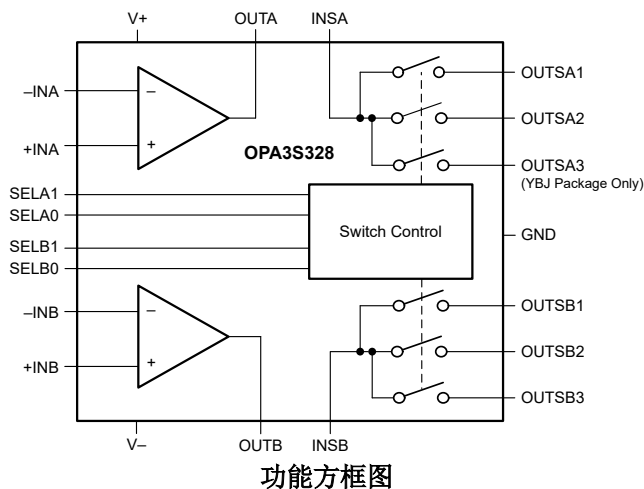 V+ OUTA INSA
–INA
+INA
– 
+
OPA3S328
OUTSA1
OUTSA2
OUTSA3
(YBJ Package Only)
SELA1
SELA0
SELB1
SELB0
Switch Control
GND
–INB
+INB
–
+
OUTSB1
OUTSB2
OUTSB3
V– OUTB INSB
功能方框图